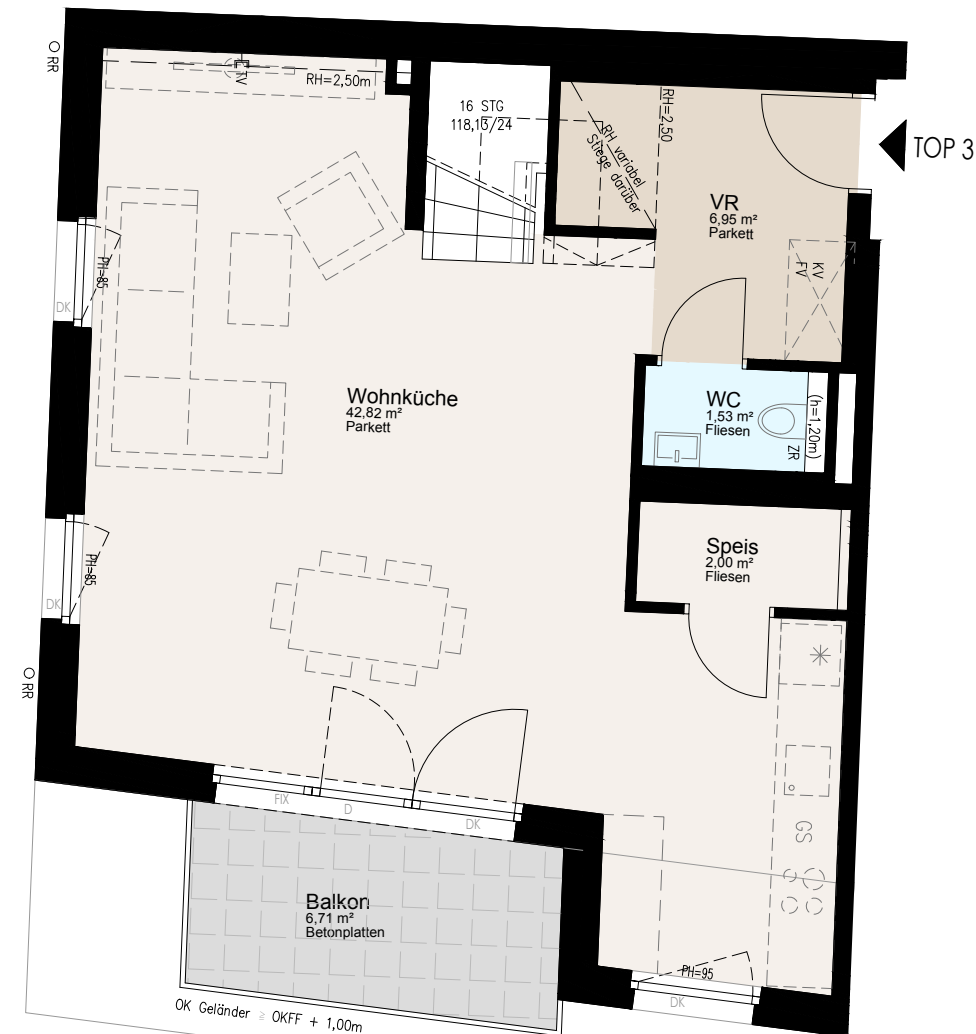 RR
TV
RH=2,50m
16 STG
118,13/24
RH variabel
Stiege darüber
RH=2,50
TOP 3
VR
6,95 m²
Parkett
KV
FV
PH=85
DK
Wohnküche
42,82 m²
Parkett
WC
1,53 m²
Fliesen
ZR
(h=1,20m)
PH=85
DK
Speis
2,00 m²
Fliesen
RR
FIX
D
DK
GS
Balkon
6,71 m²
Betonplatten
PH=95
DK
OK Geländer ≥ OKFF + 1,00m